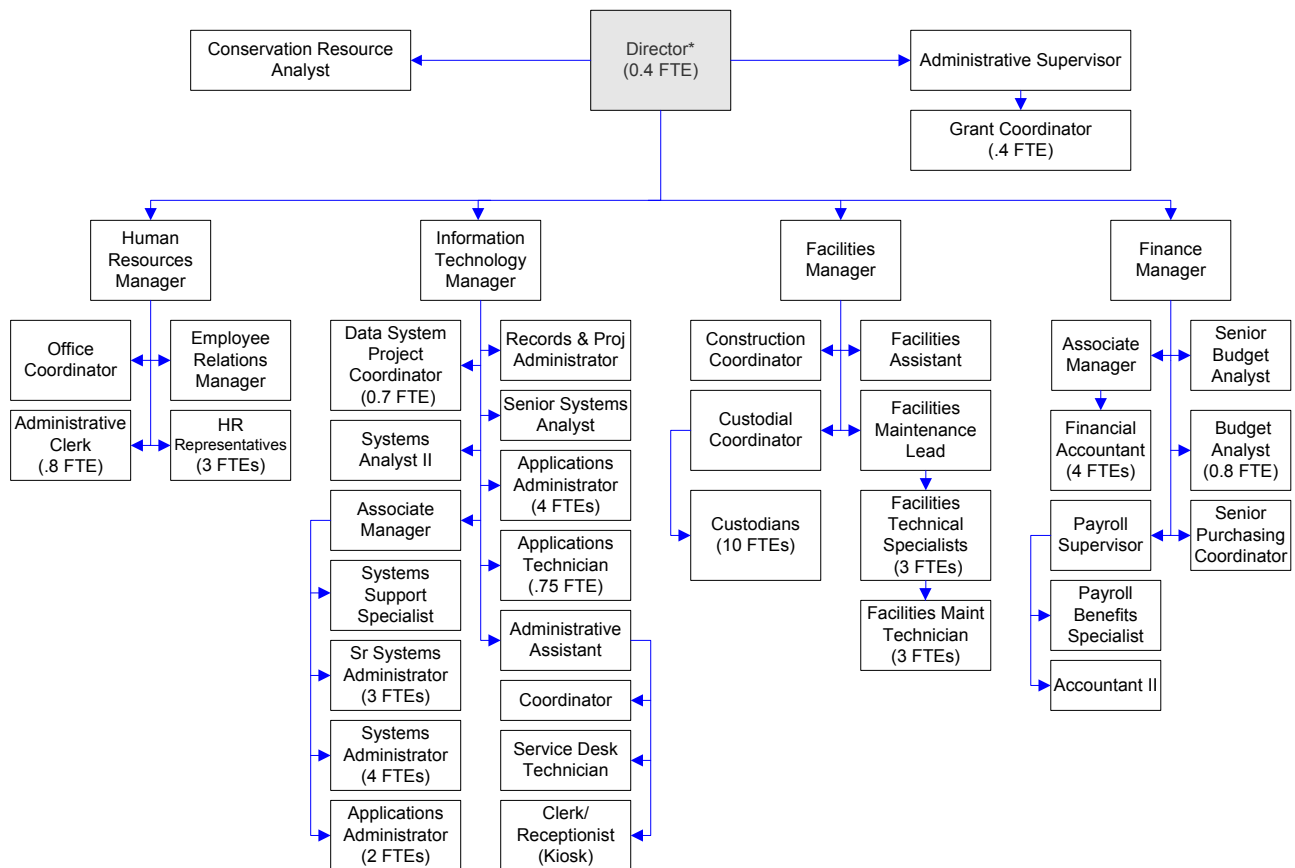 Conservation Resource
Analyst
Director*
(0.4 FTE)
Administrative Supervisor
Grant Coordinator
(.4 FTE)
Human
Resources
Manager
Information
Technology
Manager
Facilities
Manager
Finance
Manager
Office
Coordinator
Employee
Relations
Manager
Administrative
Clerk
(.8 FTE)
HR
Representatives
(3 FTEs)
Data System
Project
Coordinator
(0.7 FTE)
Records & Proj
Administrator
Senior Systems
Analyst
Systems
Analyst II
Applications
Administrator
(4 FTEs)
Associate
Manager
Applications
Technician
(.75 FTE)
Systems
Support
Specialist
Administrative
Assistant
Sr Systems
Administrator
(3 FTEs)
Coordinator
Systems
Administrator
(4 FTEs)
Service Desk
Technician
Applications
Administrator
(2 FTEs)
Clerk/
Receptionist
(Kiosk)
Construction
Coordinator
Facilities
Assistant
Custodial
Coordinator
Facilities
Maintenance
Lead
Custodians
(10 FTEs)
Facilities
Technical
Specialists
(3 FTEs)
Facilities Maint
Technician
(3 FTEs)
Associate
Manager
Senior
Budget
Analyst
Financial
Accountant
(4 FTEs)
Budget
Analyst
(0.8 FTE)
Payroll
Supervisor
Senior
Purchasing
Coordinator
Payroll
Benefits
Specialist
Accountant II